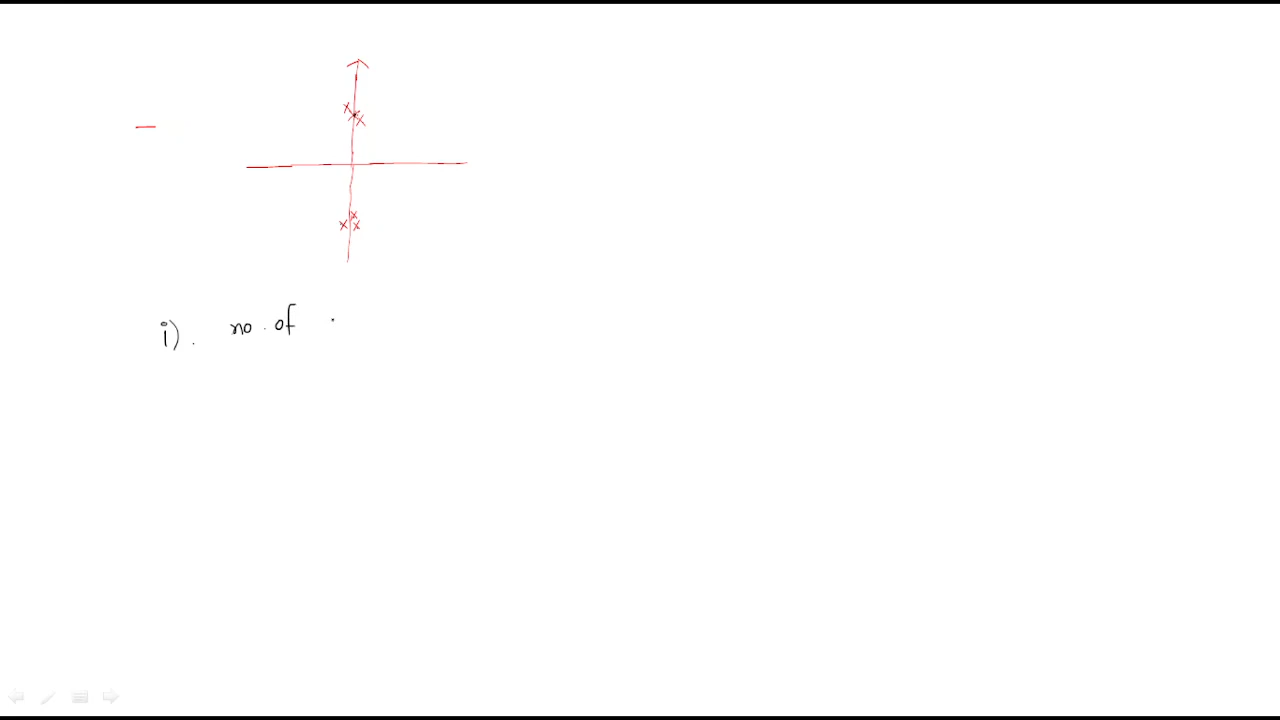 x x x
x x x
i). no. of